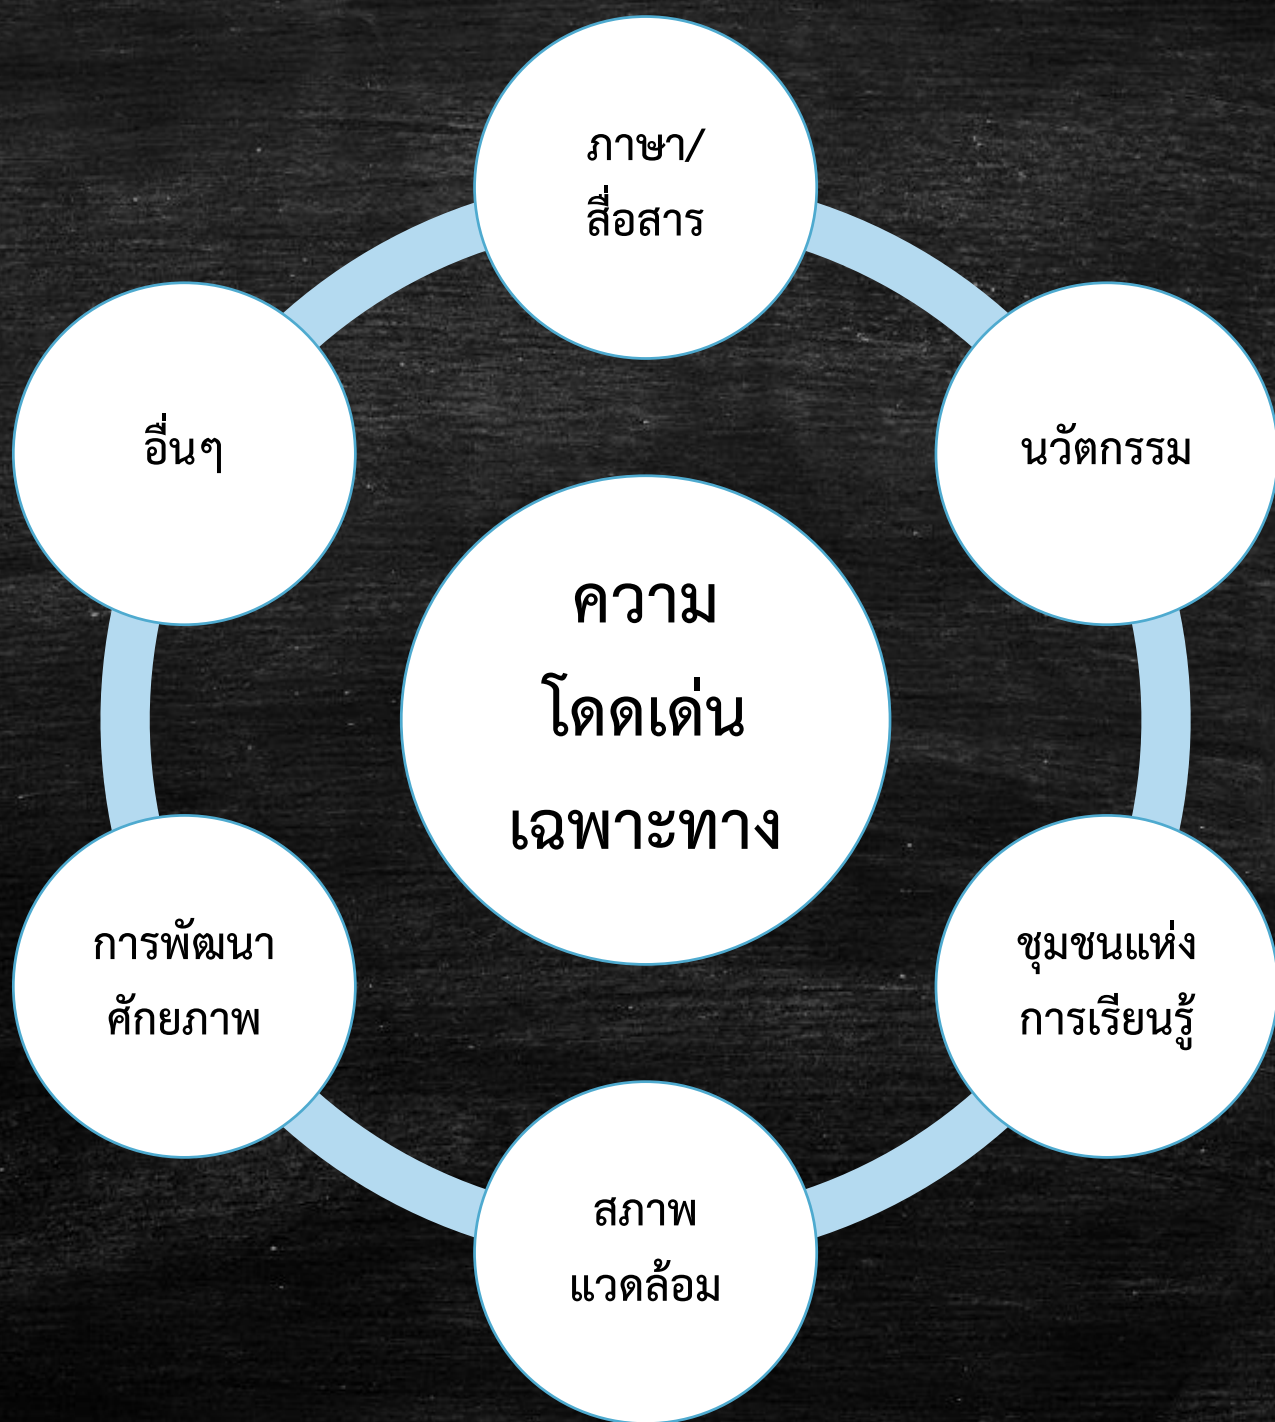 ภาษา/
สื่อสาร
นวัตกรรม
ชุมชนแห่ง
การเรียนรู้
สภาพ
แวดล้อม
การพัฒนา
ศักยภาพ
อื่นๆ
ความ
โดดเด่น
เฉพาะทาง